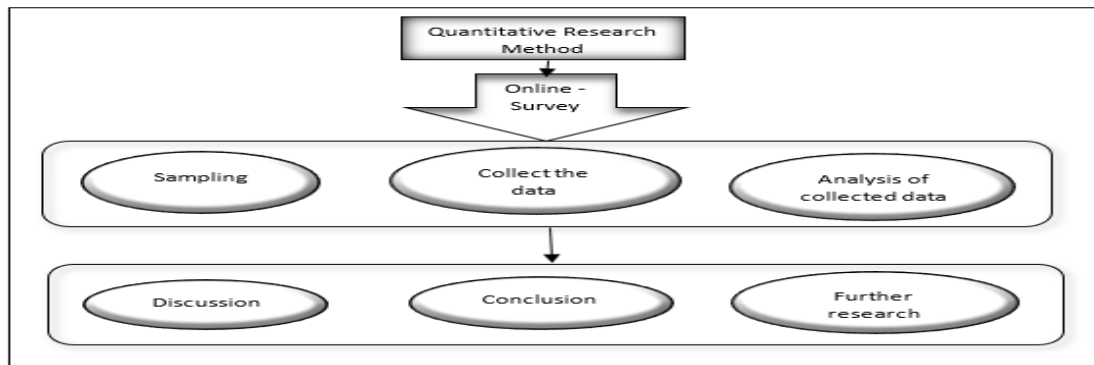 Quantitative Research
Method
Online -
Survey
Sampling
Collect the
data
Analysis of
collected data
Discussion
Conclusion
Further
research